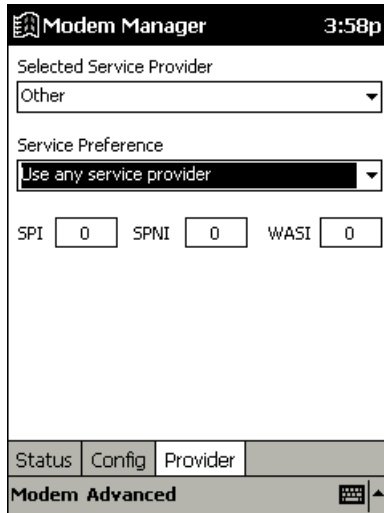 Modem Manager 3:58p
Selected Service Provider
Other
Service Preference
Use any service provider
SPI 0 SPNI 0 WASI 0
Status Config Provider
Modem Advanced